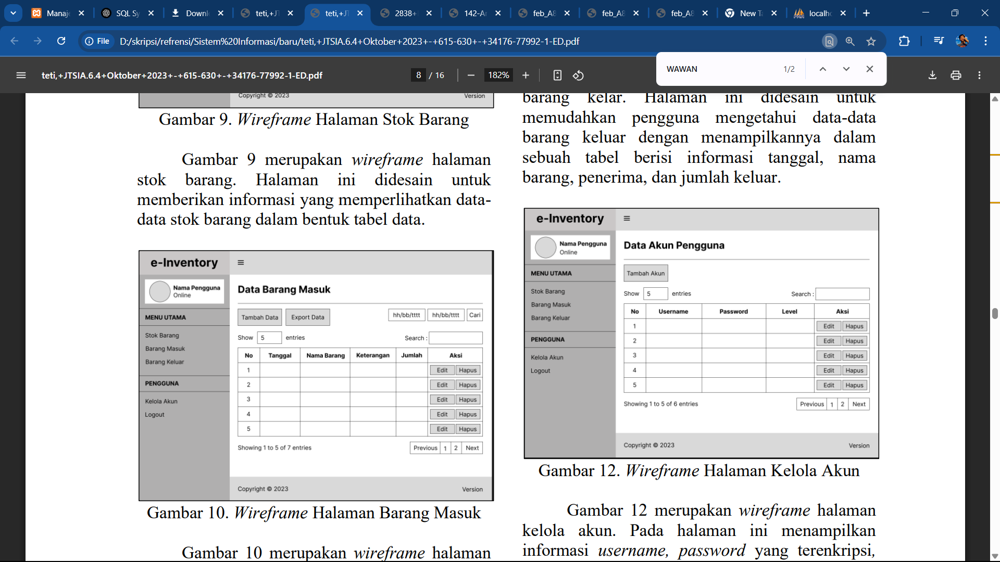 Manaje
SQL Sy
Downl
teti,+JT
teti,+JT
2838+
142-Ar
feb_A8
feb_A8
feb_A8
New Ta
localho
File
D:/skripsi/refrensi/Sistem%20Informasi/baru/teti,+JTSIA.6.4+Oktober+2023+-+615-630+-+34176-77992-1-ED.pdf
WAWAN
1/2
teti,+JTSIA.6.4+Oktober+2023+-+615-630+-+34176-77992-1-ED.pdf
8 / 16
182%
Copyright © 2023 Version
Gambar 9. Wireframe Halaman Stok Barang
Gambar 9 merupakan wireframe halaman
stok barang. Halaman ini didesain untuk
memberikan informasi yang memperlihatkan data-
data stok barang dalam bentuk tabel data.
e-Inventory
Nama Pengguna
Online
MENU UTAMA
Stok Barang
Barang Masuk
Barang Keluar
PENGGUNA
Kelola Akun
Logout
Data Barang Masuk
Tambah Data Export Data hh/bb/tttt hh/bb/tttt Cari
Show 5 entries Search :
No Tanggal Nama Barang Keterangan Jumlah Aksi
1 Edit Hapus
2 Edit Hapus
3 Edit Hapus
4 Edit Hapus
5 Edit Hapus
Showing 1 to 5 of 7 entries Previous 1 2 Next
Copyright © 2023 Version
Gambar 10. Wireframe Halaman Barang Masuk
Gambar 10 merupakan wireframe halaman
barang kelar. Halaman ini didesain untuk
memudahkan pengguna mengetahui data-data
barang keluar dengan menampilkannya dalam
sebuah tabel berisi informasi tanggal, nama
barang, penerima, dan jumlah keluar.
e-Inventory
Nama Pengguna
Online
MENU UTAMA
Stok Barang
Barang Masuk
Barang Keluar
PENGGUNA
Kelola Akun
Logout
Data Akun Pengguna
Tambah Akun
Show 5 entries Search :
No Username Password Level Aksi
1 Edit Hapus
2 Edit Hapus
3 Edit Hapus
4 Edit Hapus
5 Edit Hapus
Showing 1 to 5 of 6 entries Previous 1 2 Next
Copyright © 2023 Version
Gambar 12. Wireframe Halaman Kelola Akun
Gambar 12 merupakan wireframe halaman
kelola akun. Pada halaman ini menampilkan
informasi username, password yang terenkripsi,